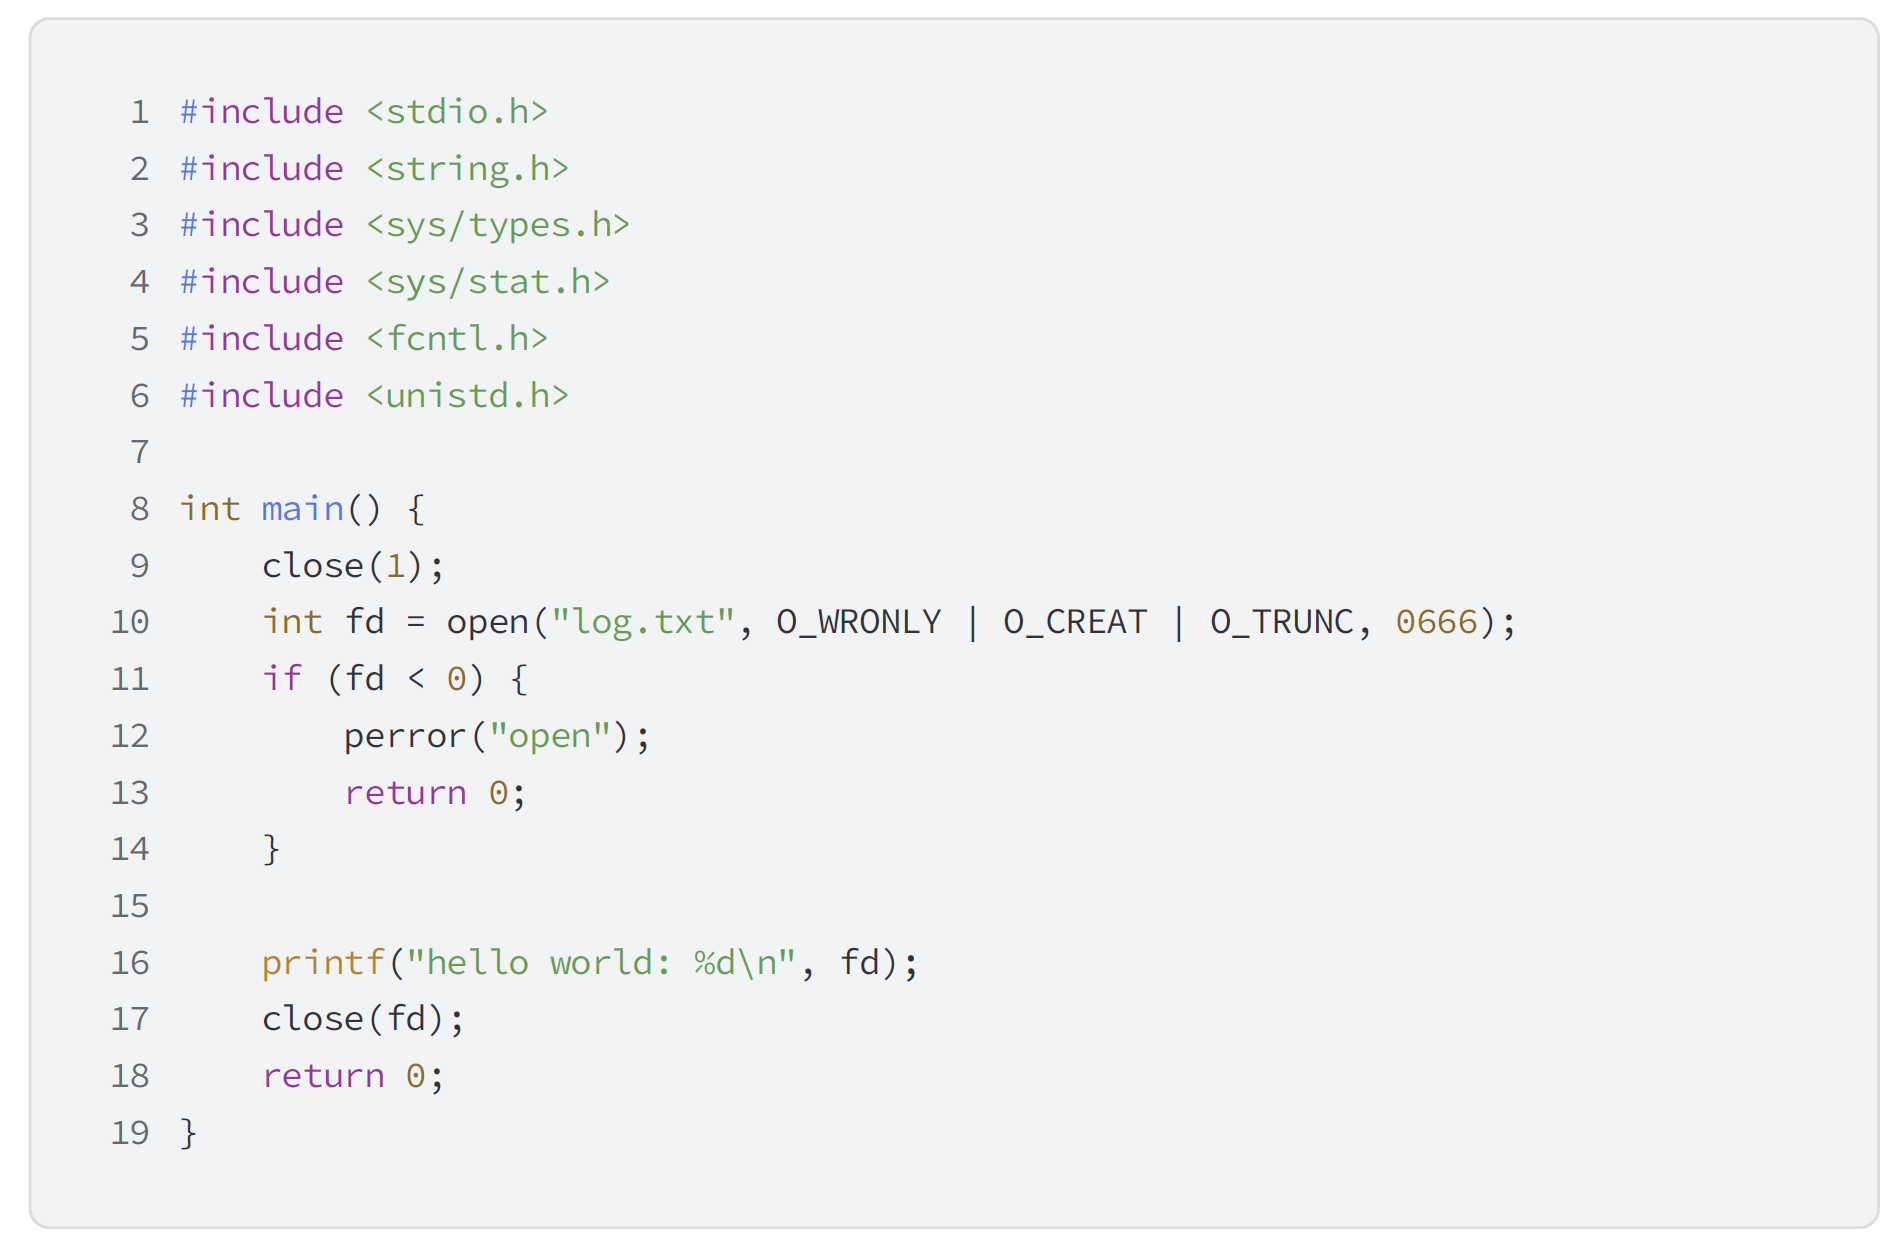 1 #include <stdio.h>
2 #include <string.h>
3 #include <sys/types.h>
4 #include <sys/stat.h>
5 #include <fcntl.h>
6 #include <unistd.h>
7
8 int main() {
9     close(1);
10     int fd = open("log.txt", O_WRONLY | O_CREAT | O_TRUNC, 0666);
11     if (fd < 0) {
12         perror("open");
13         return 0;
14     }
15
16     printf("hello world: %d\n", fd);
17     close(fd);
18     return 0;
19 }